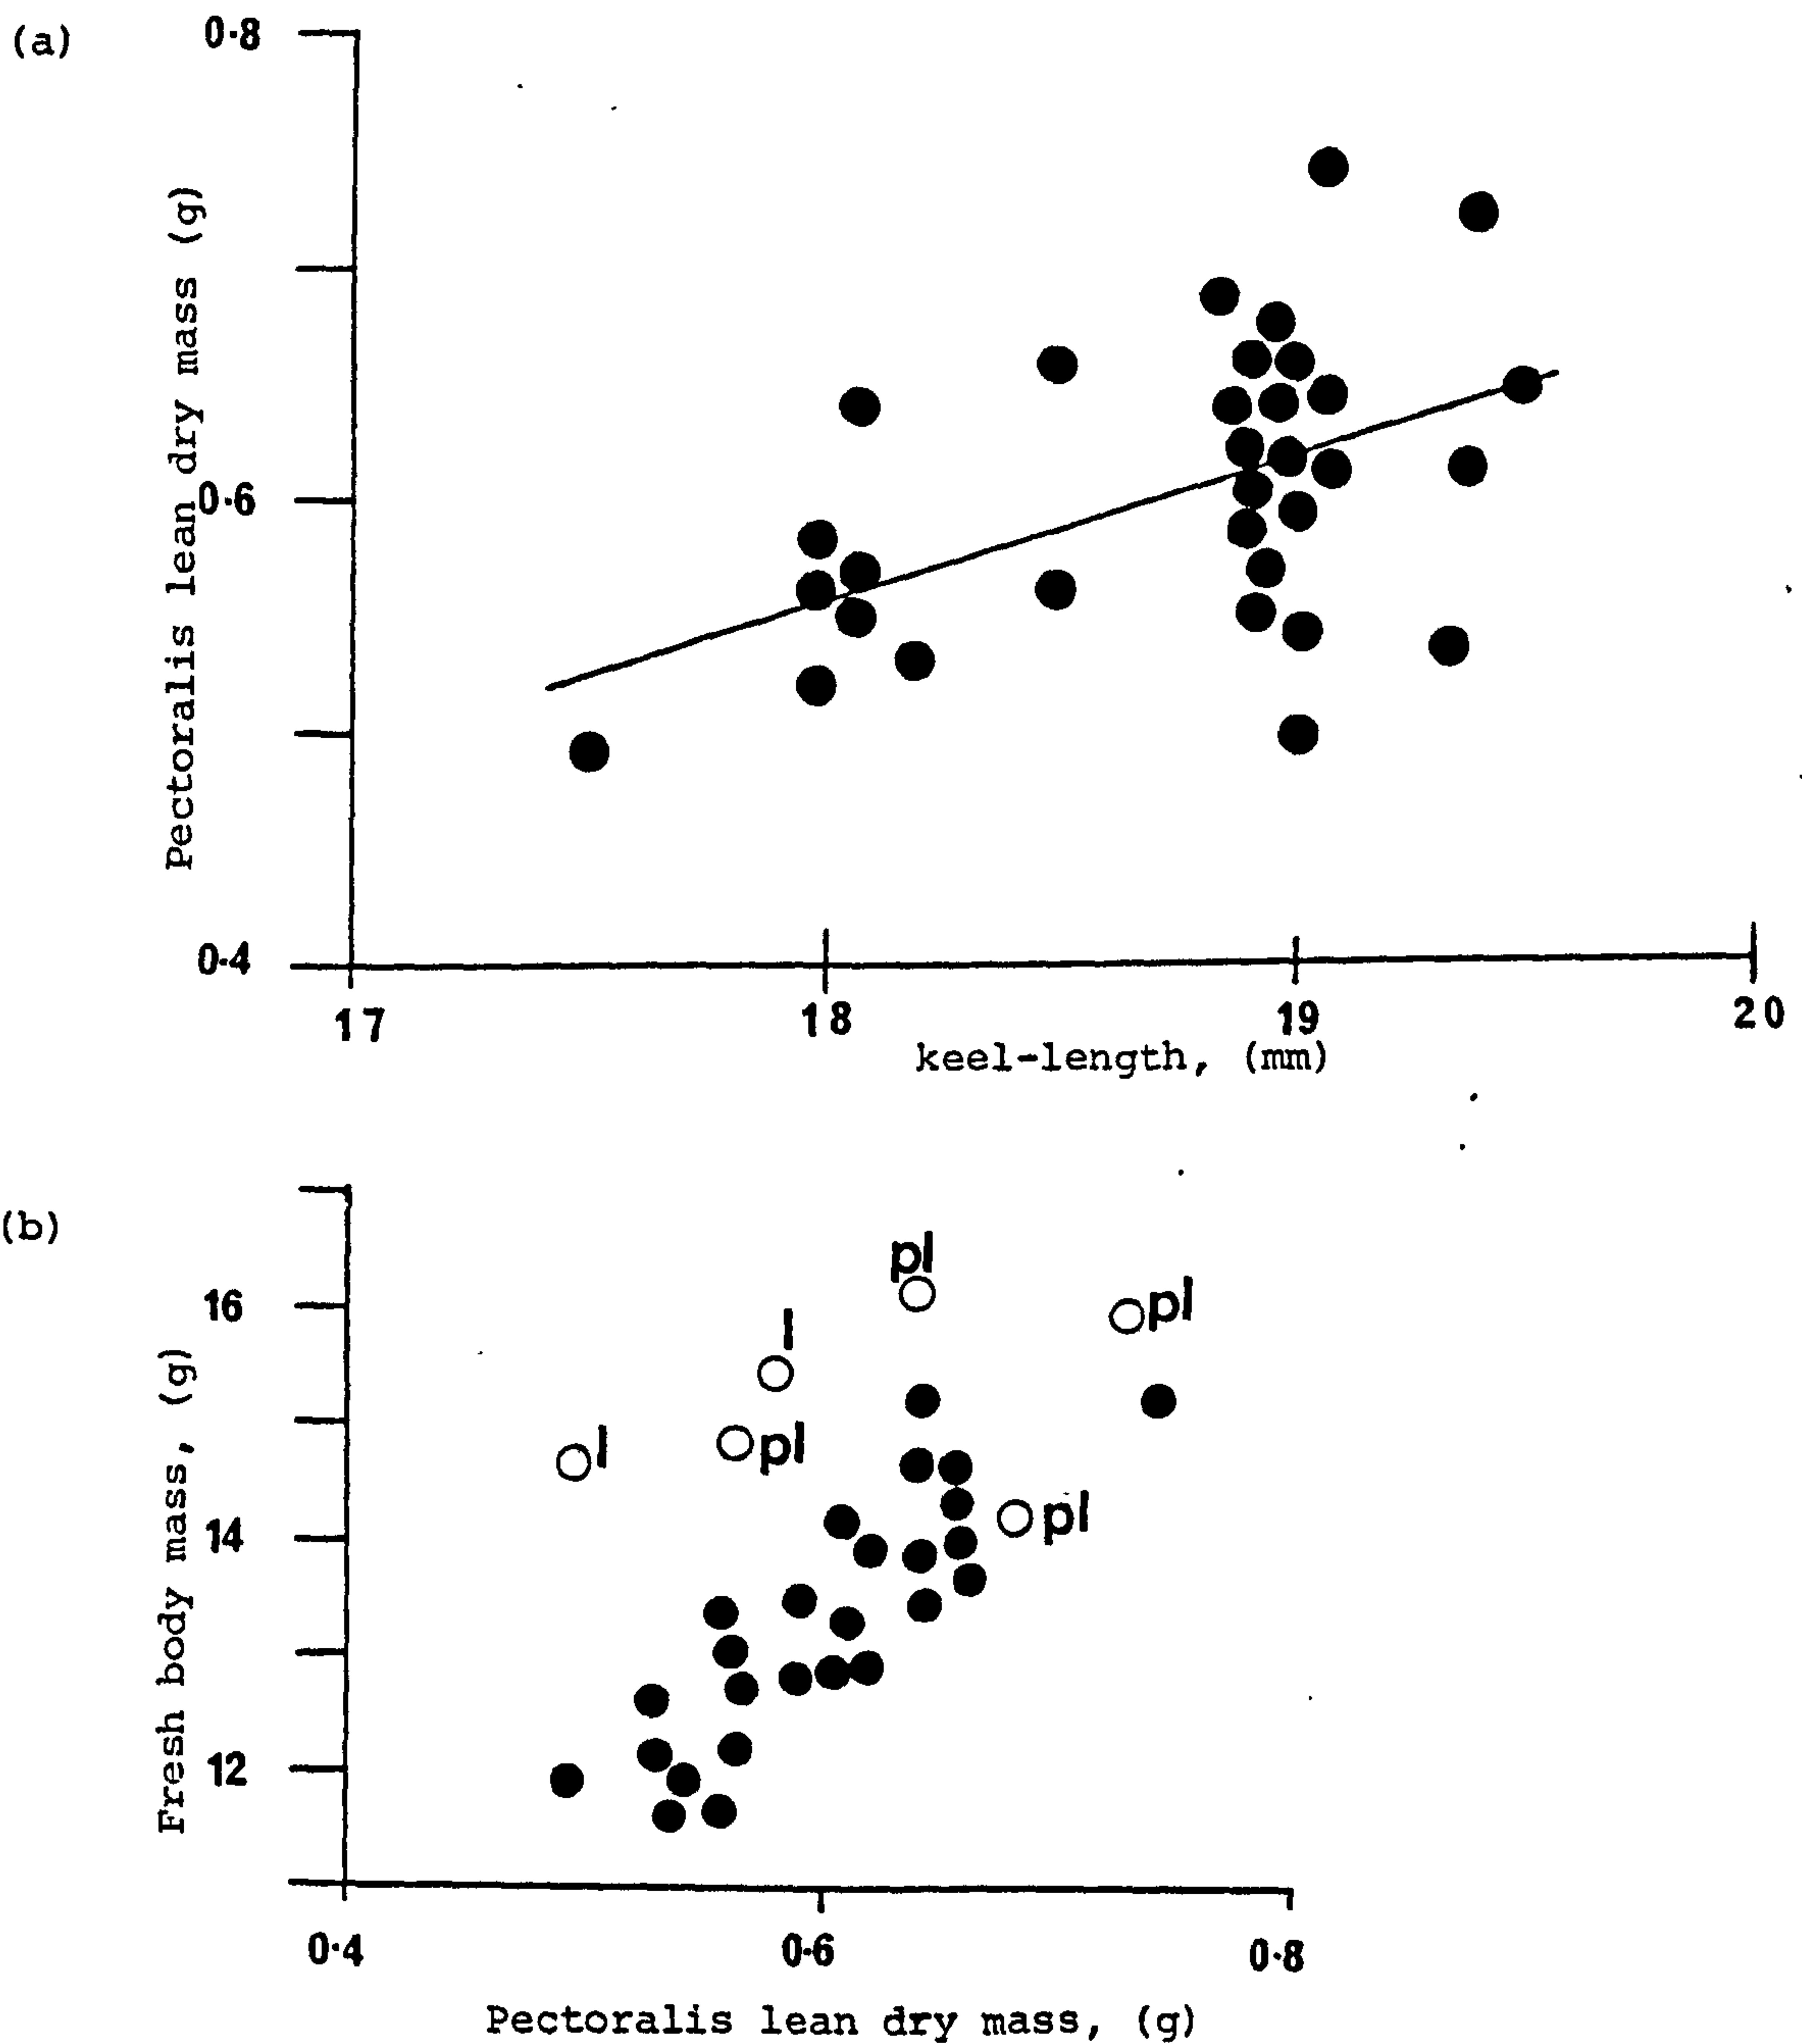 (a)
0·8
Pectoralis lean dry mass (g)
0·6
0·4
17 18 19 20
keel-length, (mm)
(b)
pl
16
pl
l
l
pl
14
pl
Fresh body mass, (g)
12
0·4 0·6 0·8
Pectoralis lean dry mass, (g)